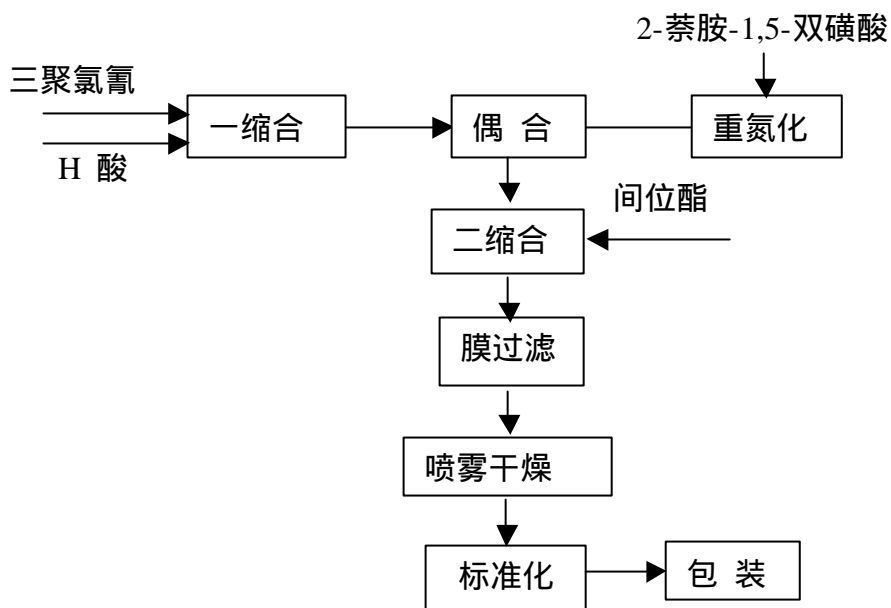 2-萘胺-1,5-双磺酸
三聚氯氰
一缩合
偶 合
重氮化
H 酸
间位酯
二缩合
膜过滤
喷雾干燥
标准化
包 装